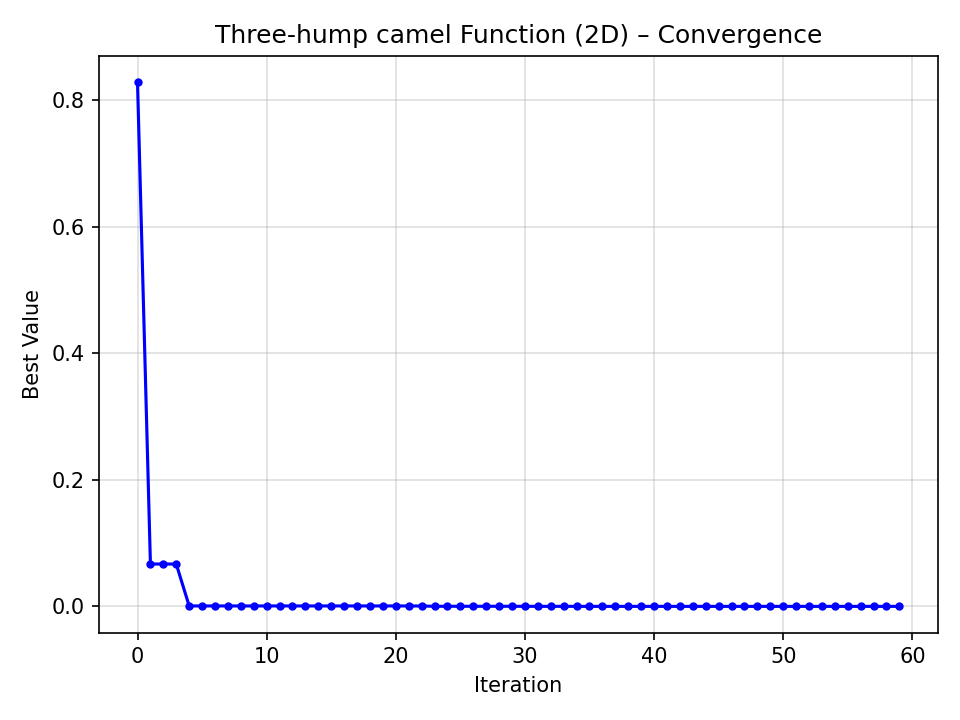 Three-hump camel Function (2D) – Convergence
Best Value
0.8
0.6
0.4
0.2
0.0
0 10 20 30 40 50 60
Iteration